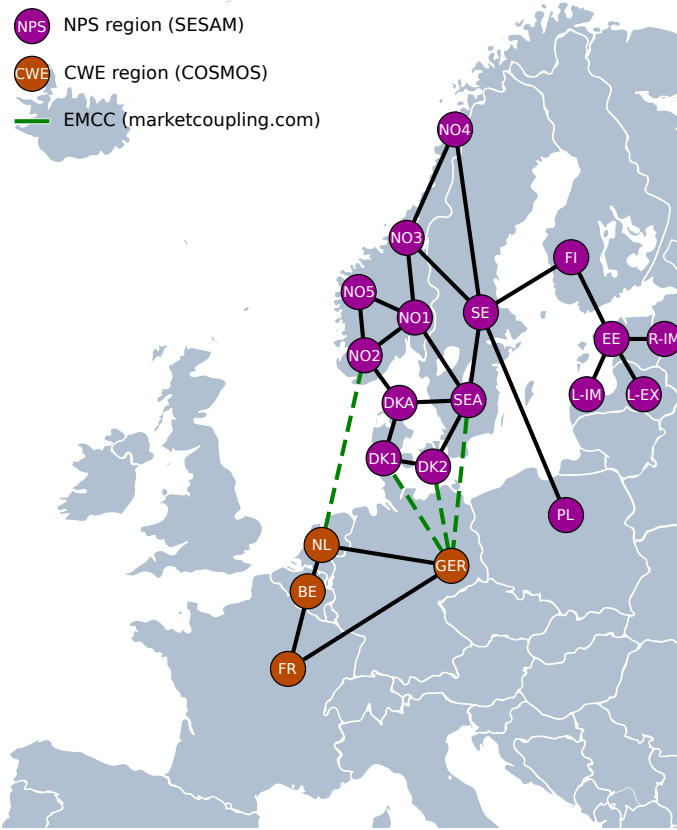 NPS NPS region (SESAM)
CWE CWE region (COSMOS)
EMCC (marketcoupling.com)
NO4
NO3
FI
NO5
NO1
SE
EE
R-IM
NO2
L-IM
L-EX
DKA
SEA
DK1
DK2
PL
NL
GER
BE
FR